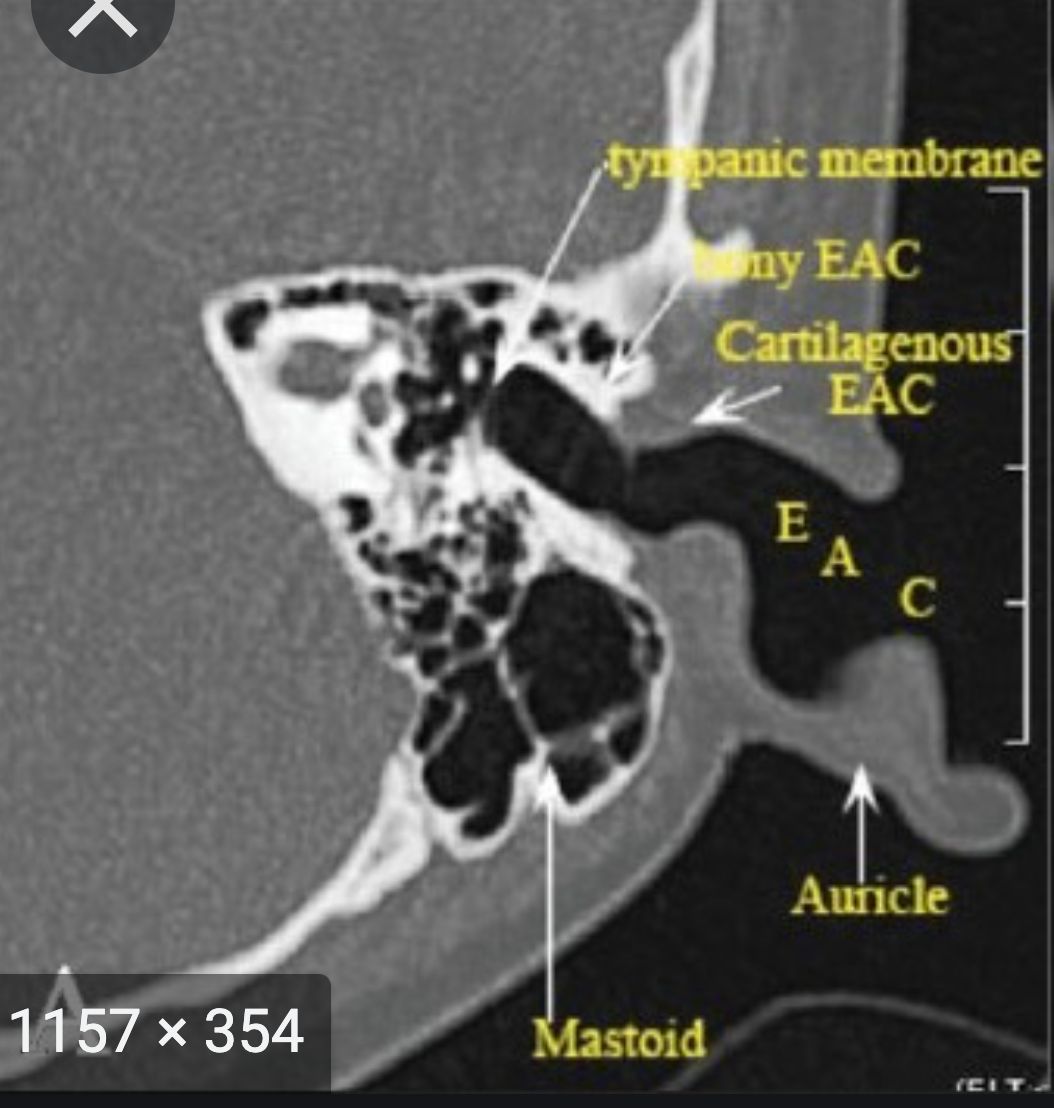 tympanic membrane
bony EAC
Cartilagenous
EAC
E
A
C
Auricle
Mastoid
A
1157 × 354